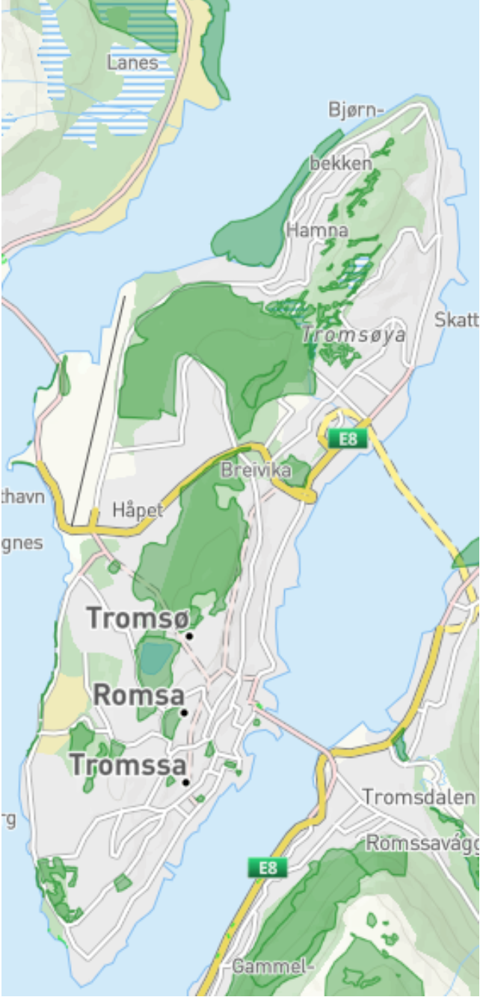 Lanes
Bjørn-
bekken
Hamna
Tromsøya
Skatt
E8
Breivika
thavn
Håpet
gnes
Tromsø
Romsa
Tromssa
Tromsdalen
rg
Romssavágg
E8
Gammel-